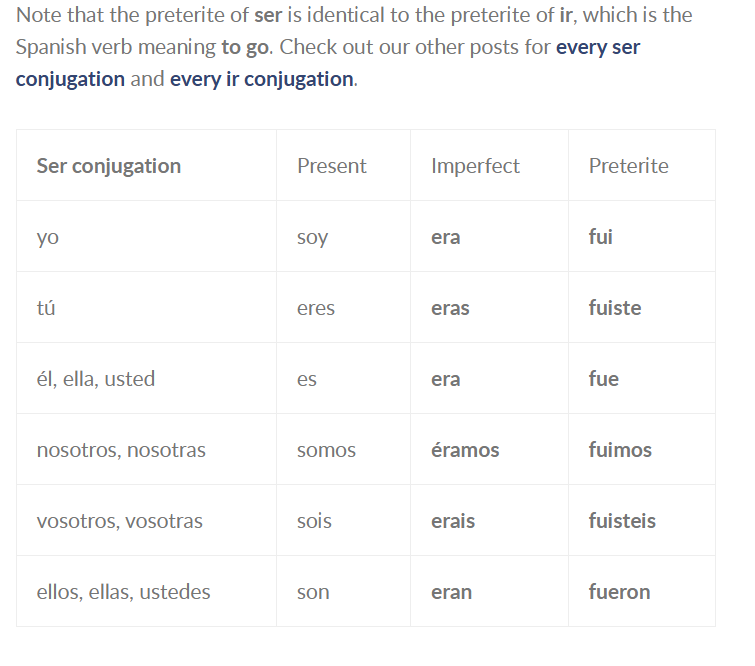 Note that the preterite of ser is identical to the preterite of ir, which is the
Spanish verb meaning to go. Check out our other posts for every ser
conjugation and every ir conjugation.
Ser conjugation Present Imperfect Preterite
yo soy era fui
tú eres eras fuiste
él, ella, usted es era fue
nosotros, nosotras somos éramos fuimos
vosotros, vosotras sois erais fuisteis
ellos, ellas, ustedes son eran fueron